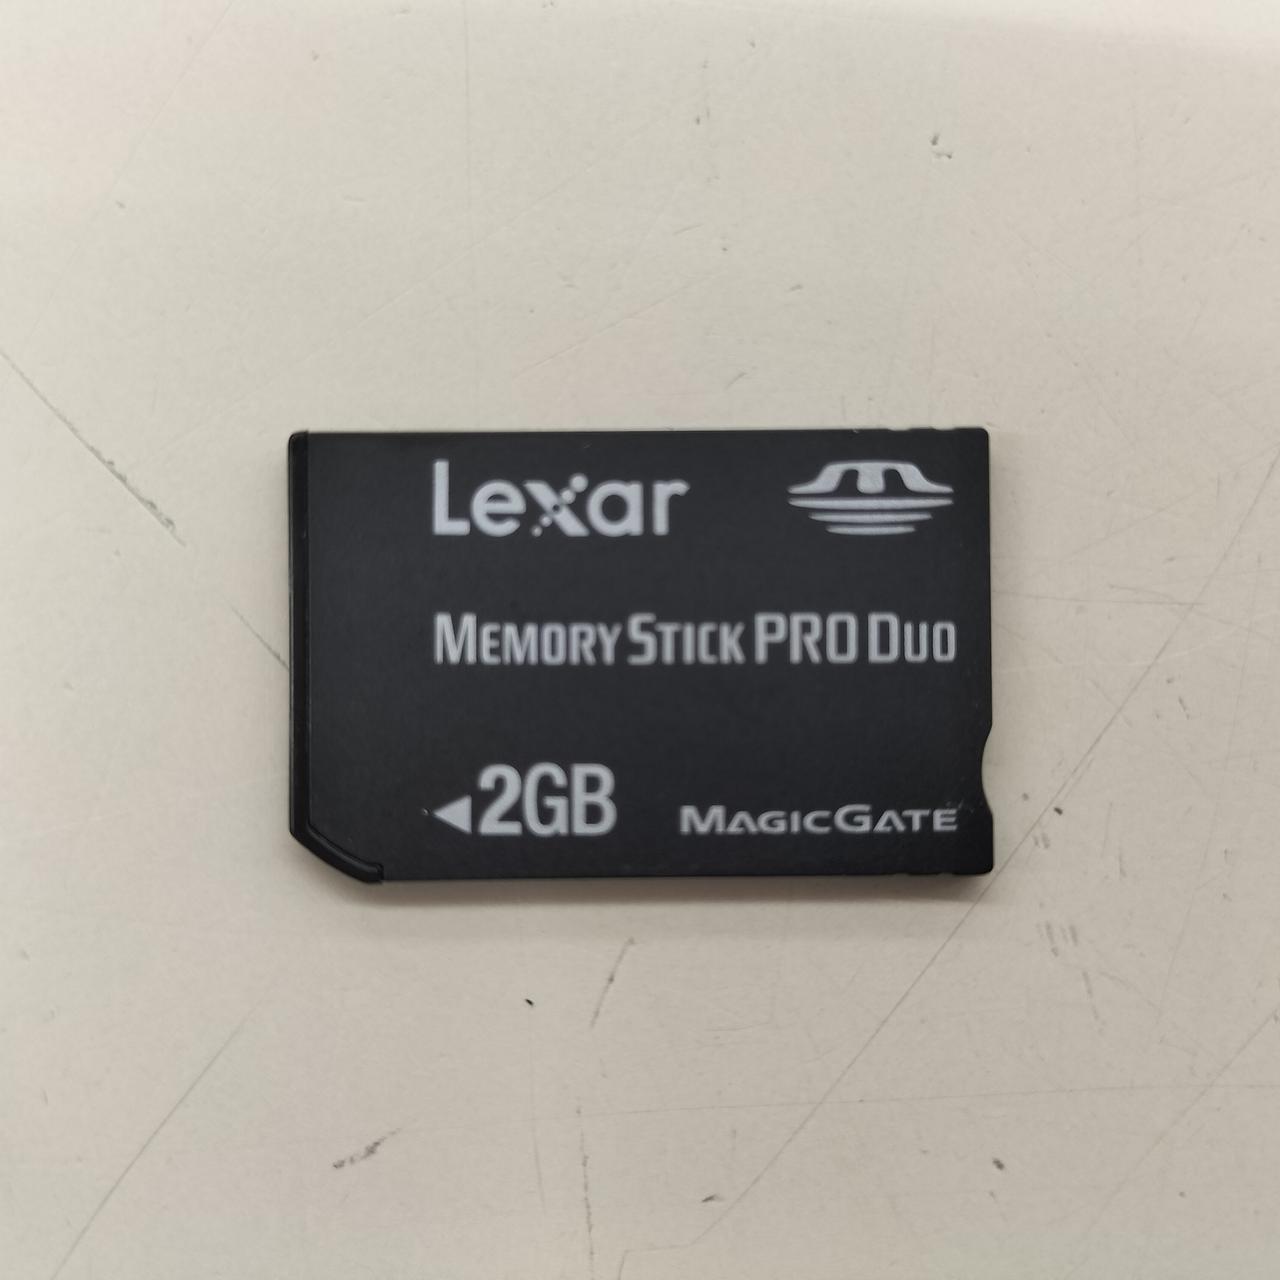 Lexar
MEMORY STICK PRO DUO
2GB MAGICGATE